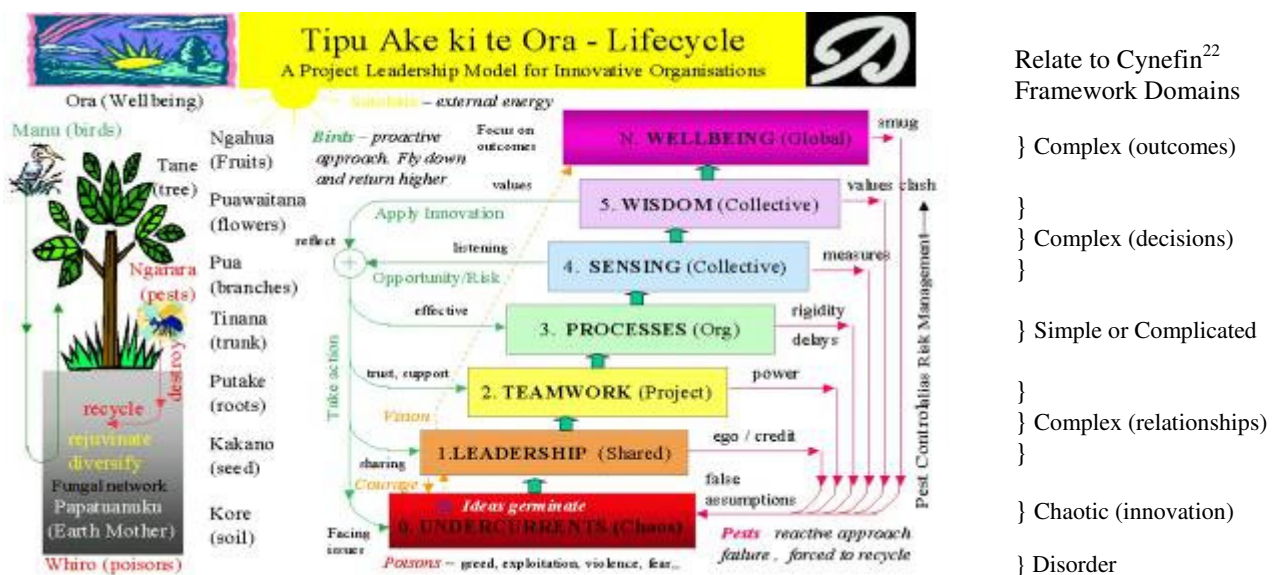 Tipu Ake ki te Ora - Lifecycle
A Project Leadership Model for Innovative Organisations
Relate to Cynefin22
Framework Domains
Ora (Wellbeing)
Sunshine – external energy
Manu (birds)
Tane
(tree)
Ngarara
(pests)
destroy
recycle
rejuvinate
diversify
Fungal network
Papatuanuku
(Earth Mother)
Whiro (poisons)
Ngahua
(Fruits)
Puawaitana
(flowers)
Pua
(branches)
Tinana
(trunk)
Putake
(roots)
Kakano
(seed)
Kore
(soil)
Birds – proactive
approach. Fly down
and return higher
Focus on
outcomes
N. WELLBEING (Global)
smug
values
5. WISDOM (Collective)
values clash
Apply Innovation
reflect
listening
Opportunity/Risk
4. SENSING (Collective)
measures
effective
3. PROCESSES (Org)
rigidity
delays
Take action
trust, support
2. TEAMWORK (Project)
power
Vision
1.LEADERSHIP (Shared)
ego / credit
sharing
Courage
false
assumptions
Ideas germinate
0. UNDERCURRENTS (Chaos)
Facing
issues
Poisons – greed, exploitation, violence, fear..
Pests reactive approach
failure , forced to recycle
Pest Control/alias Risk Management
} Complex (outcomes)
}
} Complex (decisions)
}
} Simple or Complicated
}
} Complex (relationships)
}
} Chaotic (innovation)
} Disorder